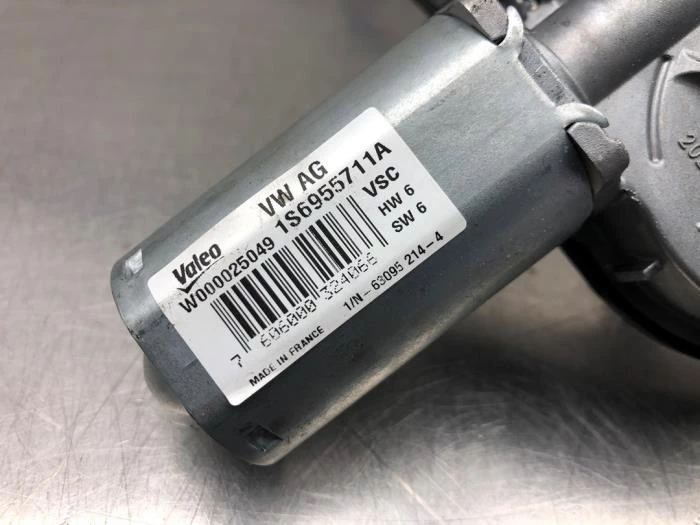 VW AG
Valeo
W000025049 1S6955711A
VSC
HW 6
SW 6
7 606000 324066
1/N - 63095 214-4
MADE IN FRANCE